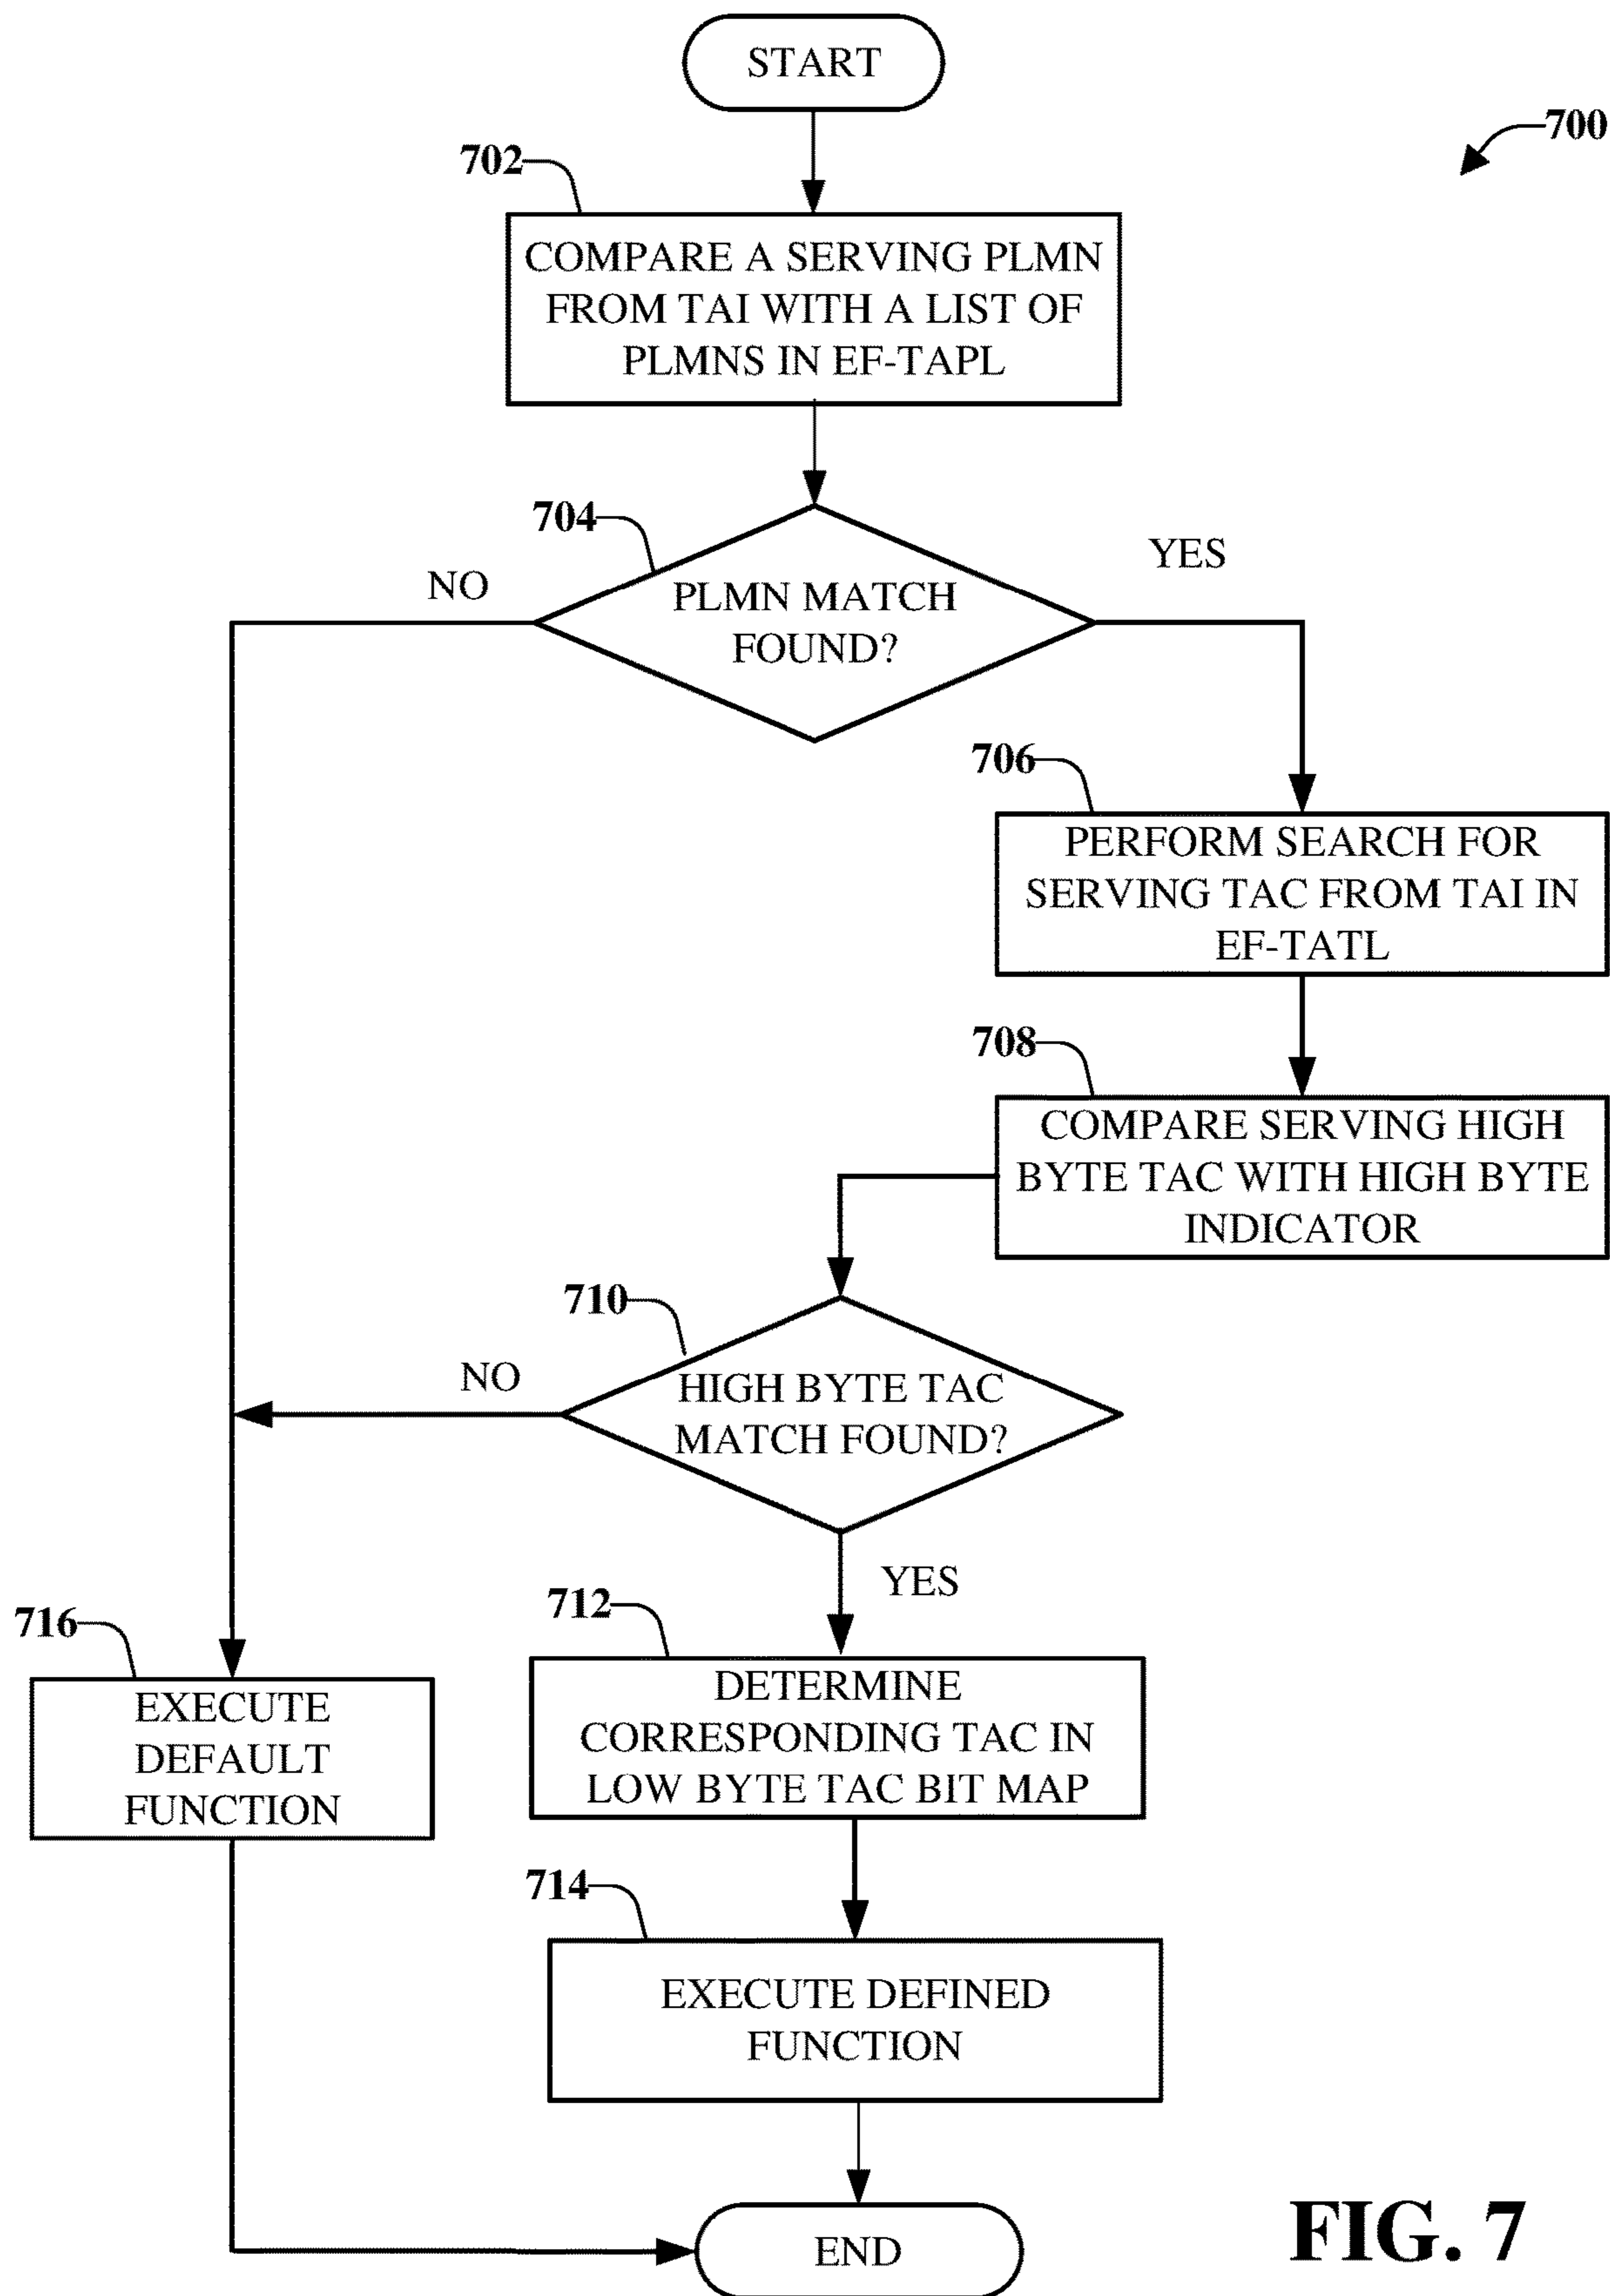 START
700
702
COMPARE A SERVING PLMN
FROM TAI WITH A LIST OF
PLMNS IN EF-TAPL
704
NO
YES
PLMN MATCH
FOUND?
706
PERFORM SEARCH FOR
SERVING TAC FROM TAI IN
EF-TATL
708
COMPARE SERVING HIGH
BYTE TAC WITH HIGH BYTE
INDICATOR
710
NO
HIGH BYTE TAC
MATCH FOUND?
YES
712
716
DETERMINE
CORRESPONDING TAC IN
LOW BYTE TAC BIT MAP
EXECUTE
DEFAULT
FUNCTION
714
EXECUTE DEFINED
FUNCTION
END
FIG. 7